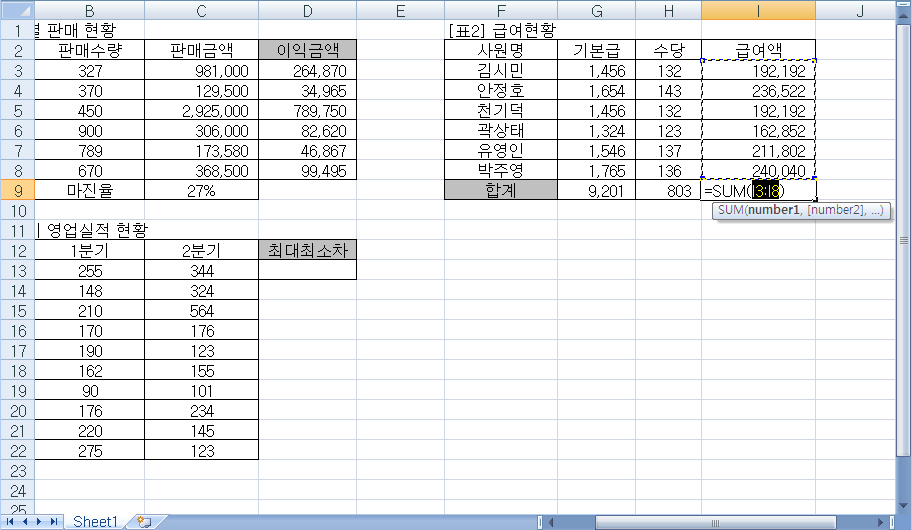 B C D E F G H I J
1 별 판매 현황 [표2] 급여현황
2 판매수량 판매금액 이익금액 사원명 기본급 수당 급여액
3 327 981,000 264,870 김시민 1,456 132 192,192
4 370 129,500 34,965 안정호 1,654 143 236,522
5 450 2,925,000 789,750 천기덕 1,456 132 192,192
6 900 306,000 82,620 곽상태 1,324 123 162,852
7 789 173,580 46,867 유영인 1,546 137 211,802
8 670 368,500 99,495 박주영 1,765 136 240,040
9 마진율 27% 합계 9,201 803 =SUM(I3:I8)
10 SUM(number1, [number2], ...)
11 영업실적 현황
12 1분기 2분기 최대최소차
13 255 344
14 148 324
15 210 564
16 170 176
17 190 123
18 162 155
19 90 101
20 176 234
21 220 145
22 275 123
23
24
25
Sheet1